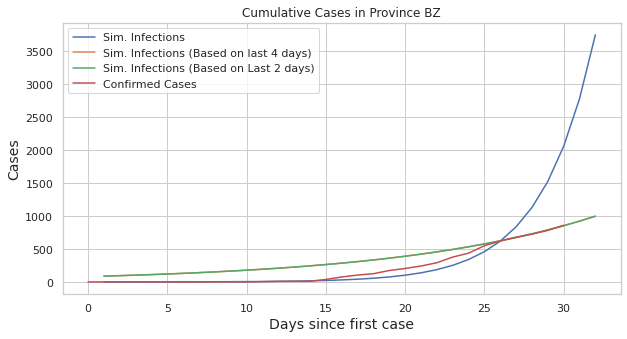 Cumulative Cases in Province BZ
Sim. Infections
Sim. Infections (Based on last 4 days)
Sim. Infections (Based on Last 2 days)
Confirmed Cases
Cases
3500
3000
2500
2000
1500
1000
500
0
0 5 10 15 20 25 30
Days since first case